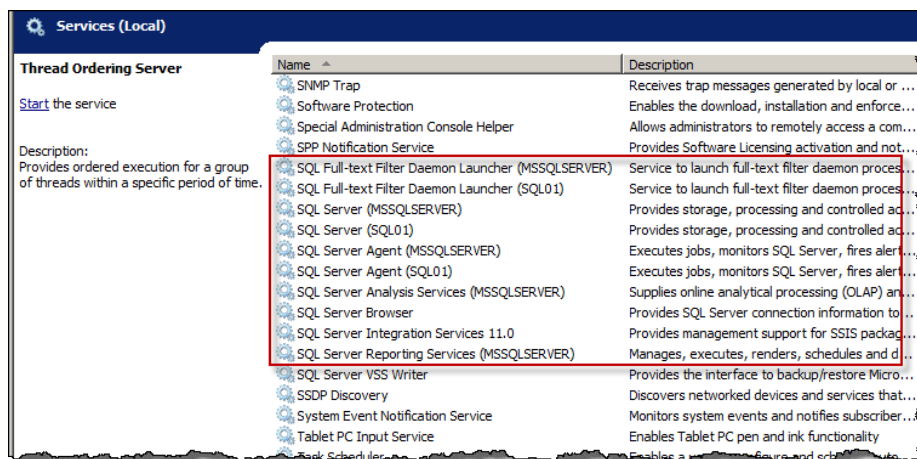 Services (Local)
Thread Ordering Server
Start the service
Description:
Provides ordered execution for a group
of threads within a specific period of time.
Name Description
SNMP Trap Receives trap messages generated by local or ...
Software Protection Enables the download, installation and enforce...
Special Administration Console Helper Allows administrators to remotely access a com...
SPP Notification Service Provides Software Licensing activation and not...
SQL Full-text Filter Daemon Launcher (MSSQLSERVER) Service to launch full-text filter daemon proces...
SQL Full-text Filter Daemon Launcher (SQL01) Service to launch full-text filter daemon proces...
SQL Server (MSSQLSERVER) Provides storage, processing and controlled ac...
SQL Server (SQL01) Provides storage, processing and controlled ac...
SQL Server Agent (MSSQLSERVER) Executes jobs, monitors SQL Server, fires alert...
SQL Server Agent (SQL01) Executes jobs, monitors SQL Server, fires alert...
SQL Server Analysis Services (MSSQLSERVER) Supplies online analytical processing (OLAP) an...
SQL Server Browser Provides SQL Server connection information to...
SQL Server Integration Services 11.0 Provides management support for SSIS packag...
SQL Server Reporting Services (MSSQLSERVER) Manages, executes, renders, schedules and d...
SQL Server VSS Writer Provides the interface to backup/restore Micro...
SSDP Discovery Discovers networked devices and services that...
System Event Notification Service Monitors system events and notifies subscriber...
Tablet PC Input Service Enables Tablet PC pen and ink functionality
Task Scheduler Enables a